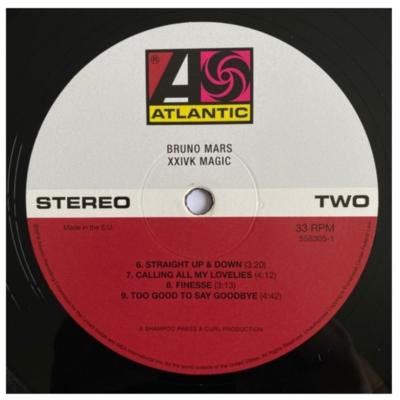 ®
ATLANTIC
BRUNO MARS
XXIVK MAGIC
STEREO
TWO
Made in the E.U.
33 RPM
558305-1
6. STRAIGHT UP & DOWN (3:20)
7. CALLING ALL MY LOVELIES (4:12)
8. FINESSE (3:13)
9. TOO GOOD TO SAY GOODBYE (4:42)
A SHAMPOO PRESS & CURL PRODUCTION